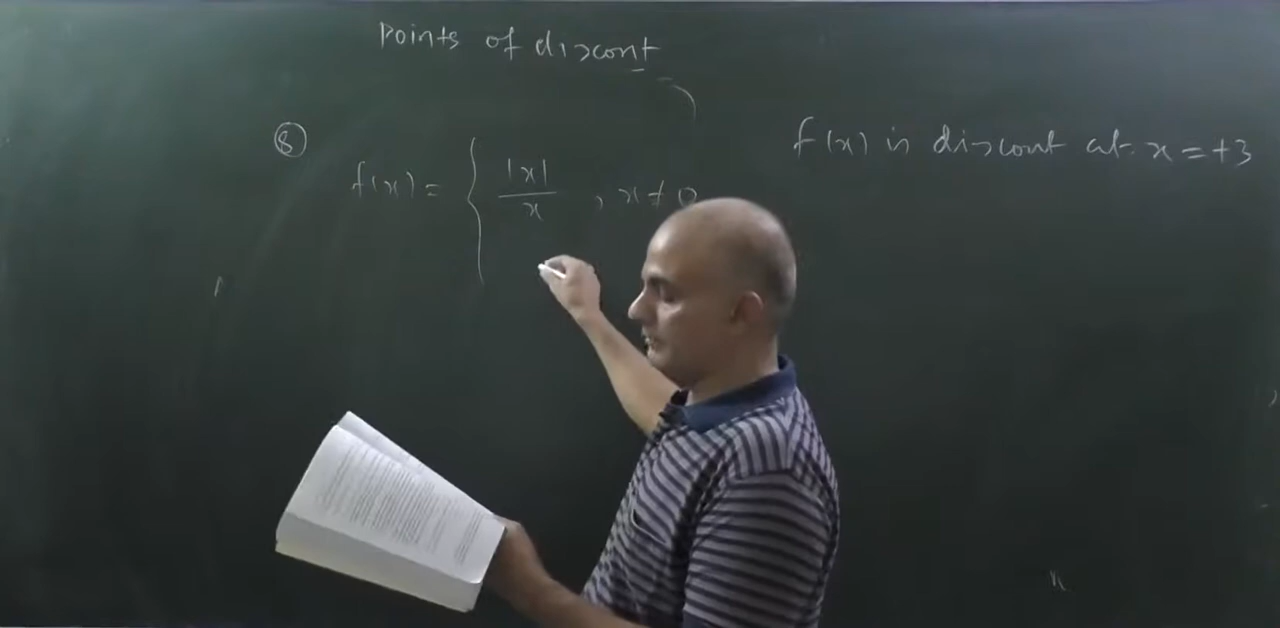 Points of discont
f(x) is discont at x = +3
8
f(x) = { |x| / x , x ≠ 0